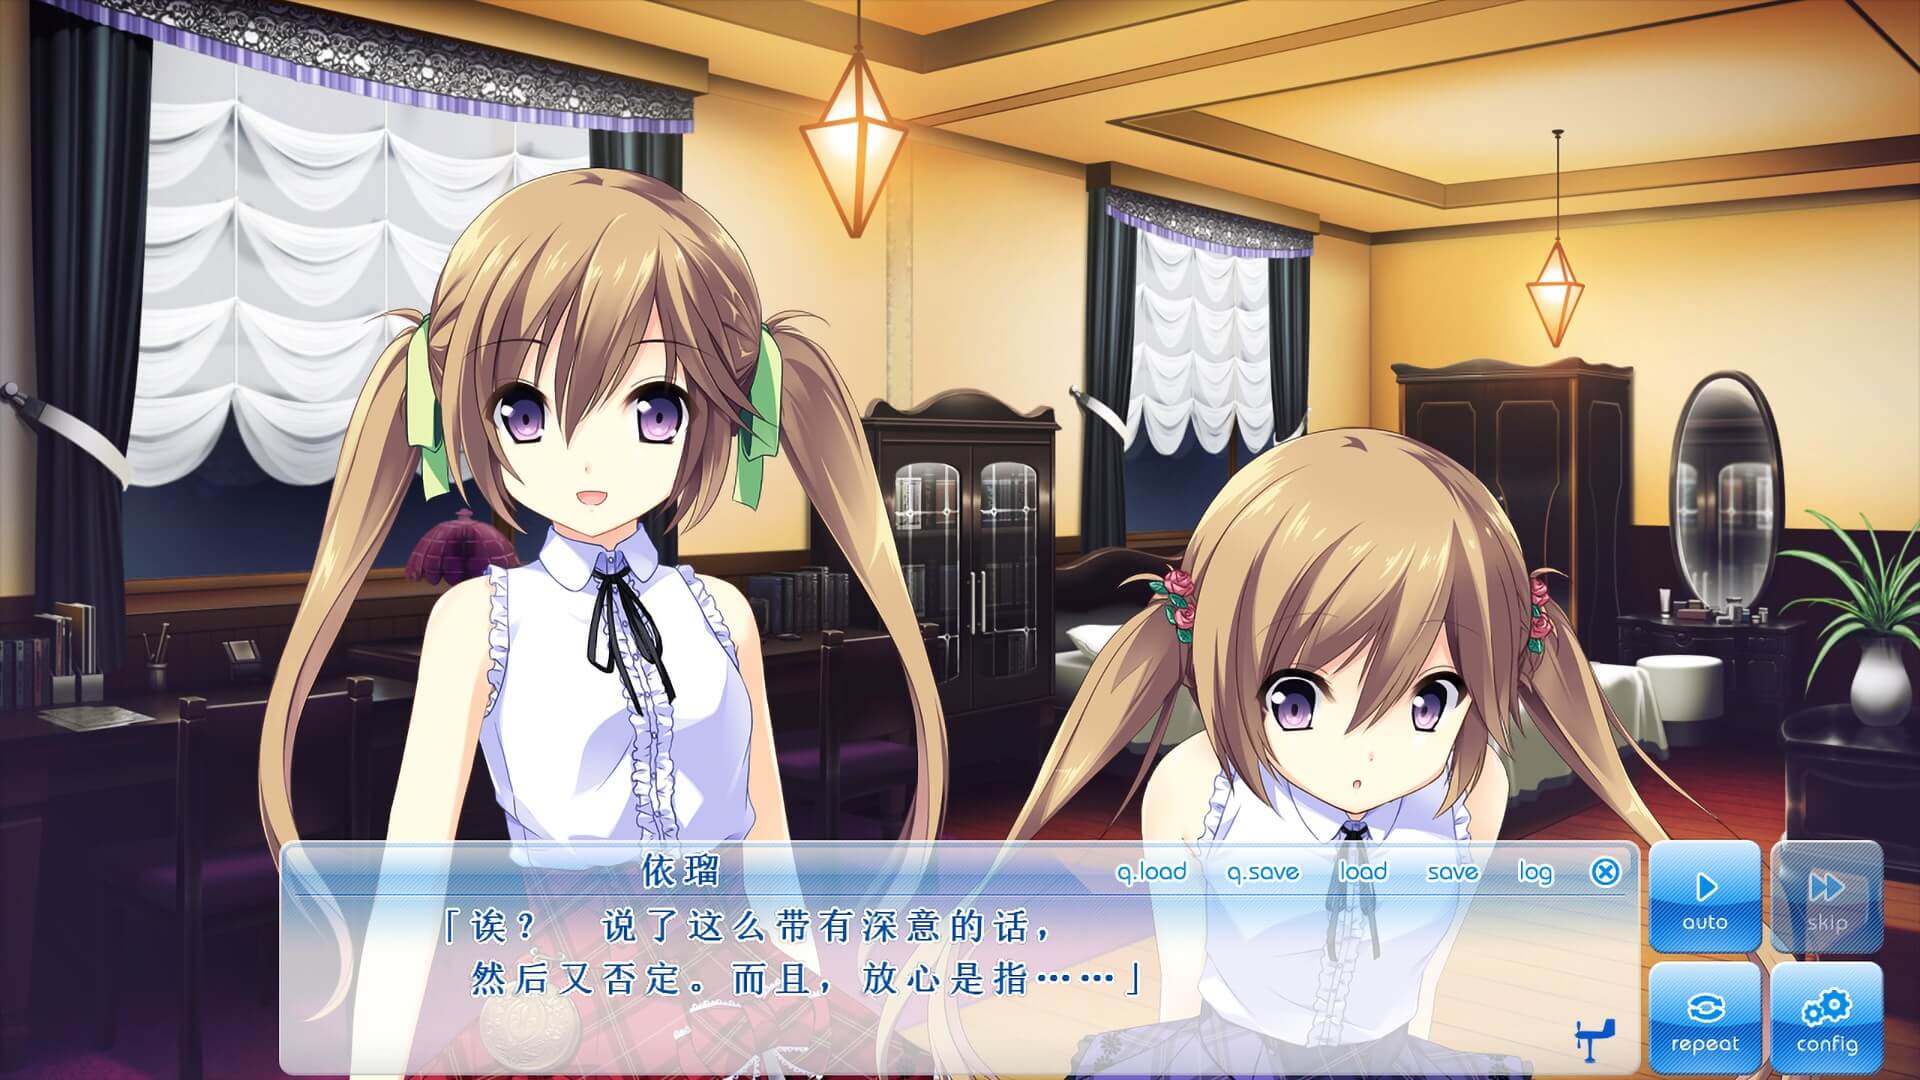 依瑠
q.load q.save load save log
「诶？　说了这么带有深意的话，
然后又否定。而且，放心是指……」
auto
skip
repeat
config